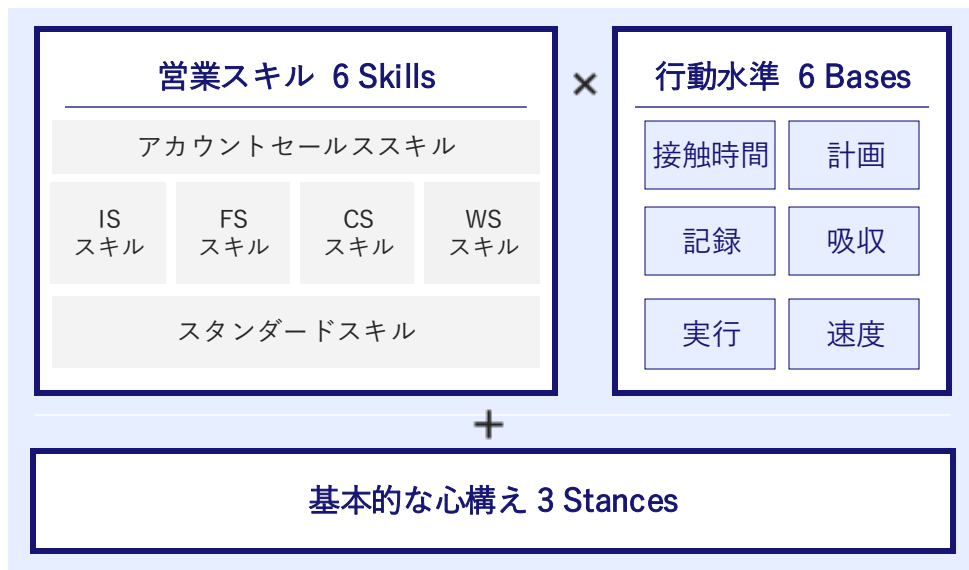 営業スキル 6 Skills
アカウントセールススキル
IS
スキル
FS
スキル
CS
スキル
WS
スキル
スタンダードスキル
×
行動水準 6 Bases
接触時間
計画
記録
吸収
実行
速度
+
基本的な心構え 3 Stances